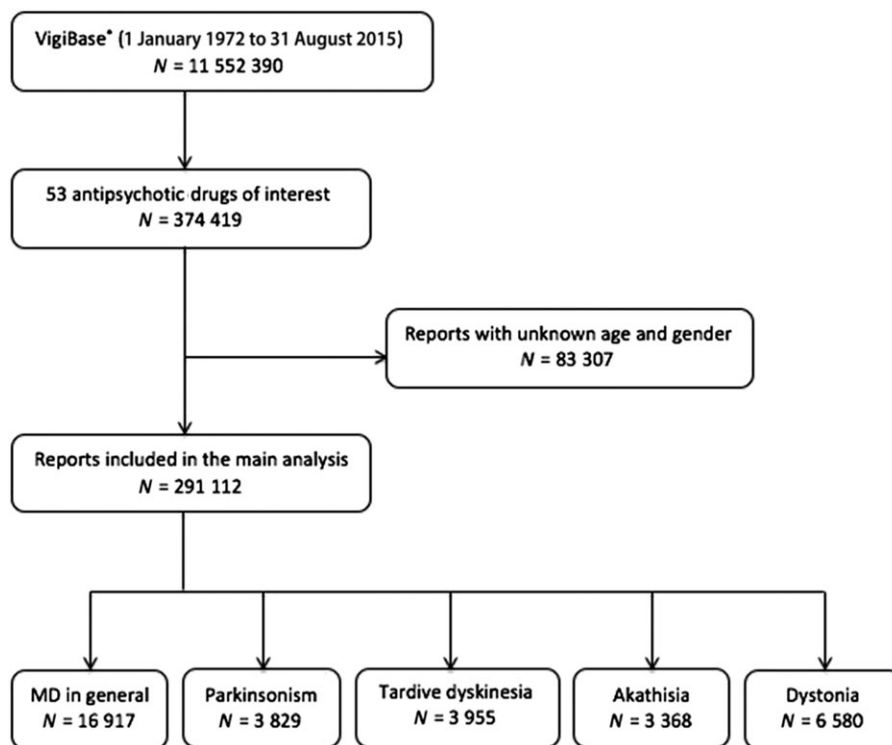 VigiBase® (1 January 1972 to 31 August 2015)
N = 11 552 390
53 antipsychotic drugs of interest
N = 374 419
Reports with unknown age and gender
N = 83 307
Reports included in the main analysis
N = 291 112
MD in general
N = 16 917
Parkinsonism
N = 3 829
Tardive dyskinesia
N = 3 955
Akathisia
N = 3 368
Dystonia
N = 6 580